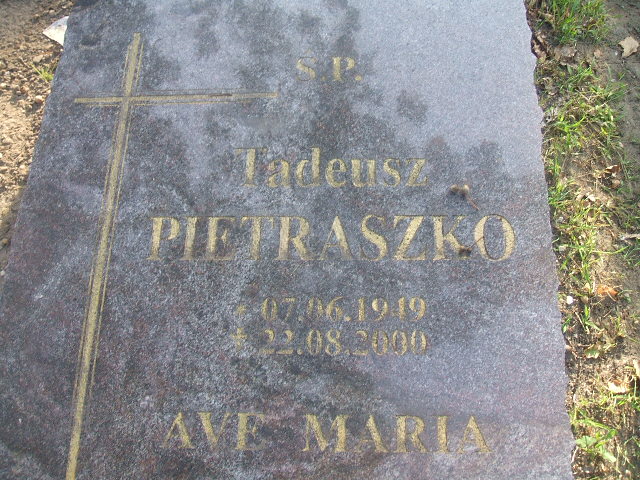 Ś.P.
Tadeusz
PIETRASZKO
* 07.06.1949
✝ 22.08.2000
AVE MARIA